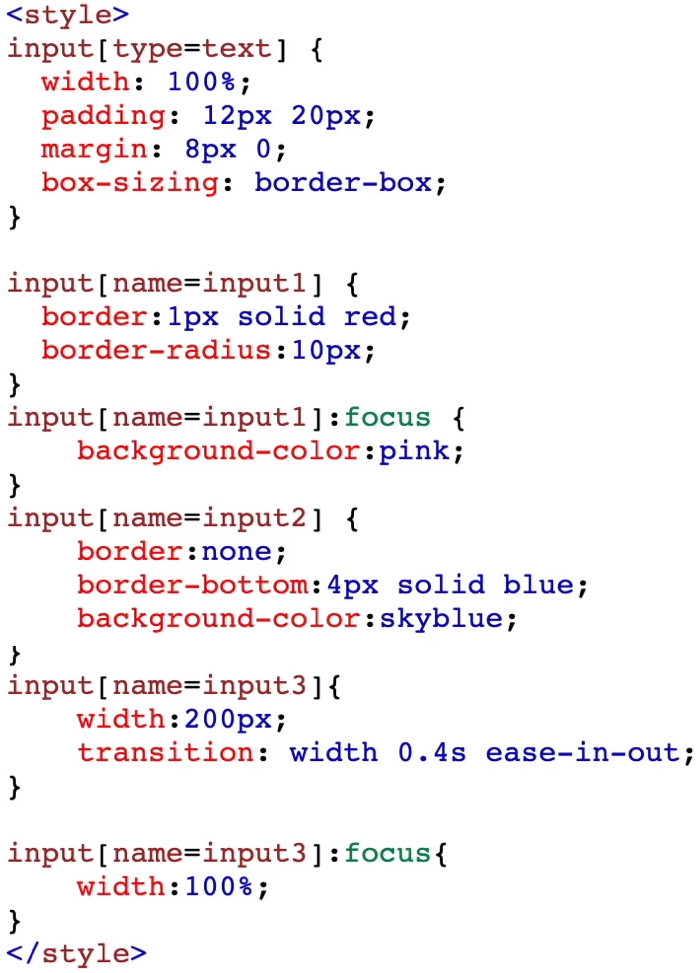 <style>
input[type=text] {
  width: 100%;
  padding: 12px 20px;
  margin: 8px 0;
  box-sizing: border-box;
}

input[name=input1] {
  border:1px solid red;
  border-radius:10px;
}
input[name=input1]:focus {
    background-color:pink;
}
input[name=input2] {
    border:none;
    border-bottom:4px solid blue;
    background-color:skyblue;
}
input[name=input3]{
    width:200px;
    transition: width 0.4s ease-in-out;
}

input[name=input3]:focus{
    width:100%;
}
</style>